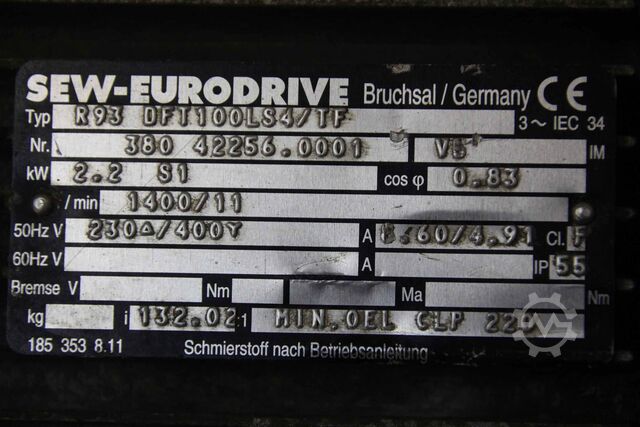 SEW-EURODRIVE Bruchsal / Germany CE
Typ R93 DFT100LS4/TF 3~ IEC 34
Nr. 380 42256.0001 IM
kW 2.2 S1 cos φ 0.83
/ min 1400/11
50Hz V 230Δ/400Y A 8.60/4.91 Cl. F
60Hz V A IP 55
Bremse V Nm Ma Nm
kg i 132.02:1 MIN.OEL CLP 220
185 353 8.11 Schmierstoff nach Betriebsanleitung